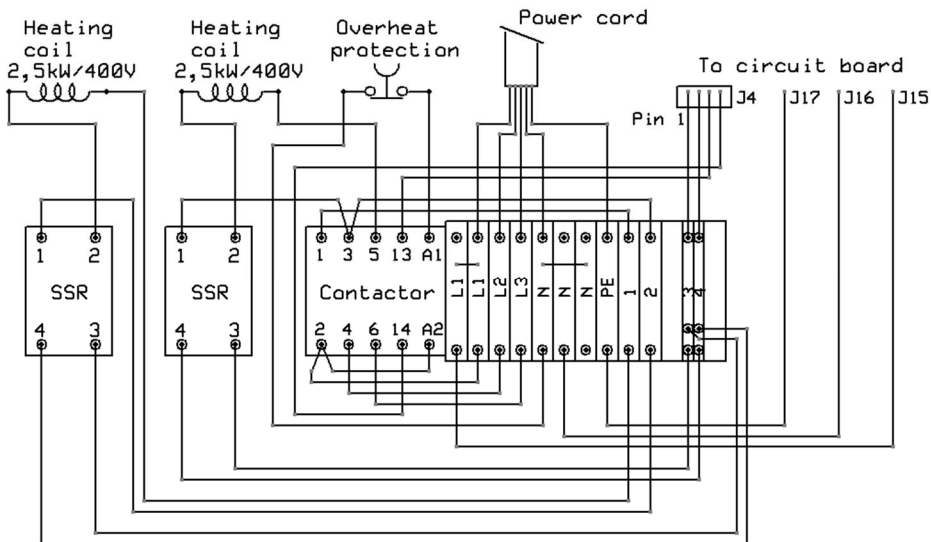 Heating
coil
2,5kW/400V
Heating
coil
2,5kW/400V
Overheat
protection
Power cord
To circuit board
J4
J17
J16
J15
Pin 1
1
2
SSR
4
3
1
2
SSR
4
3
1 3 5 13 A1
Contactor
2 4 6 14 A2
L1
L1
L2
L3
N
N
N
PE
1
2
3
4